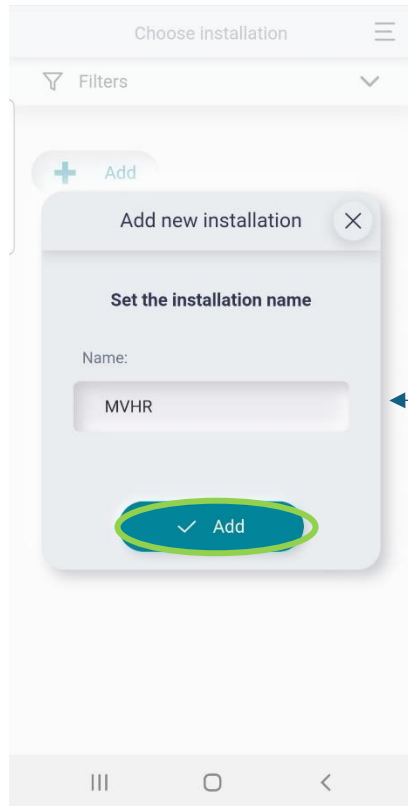 Choose installation
Filters
Add
Add new installation
Set the installation name
Name:
MVHR
Add